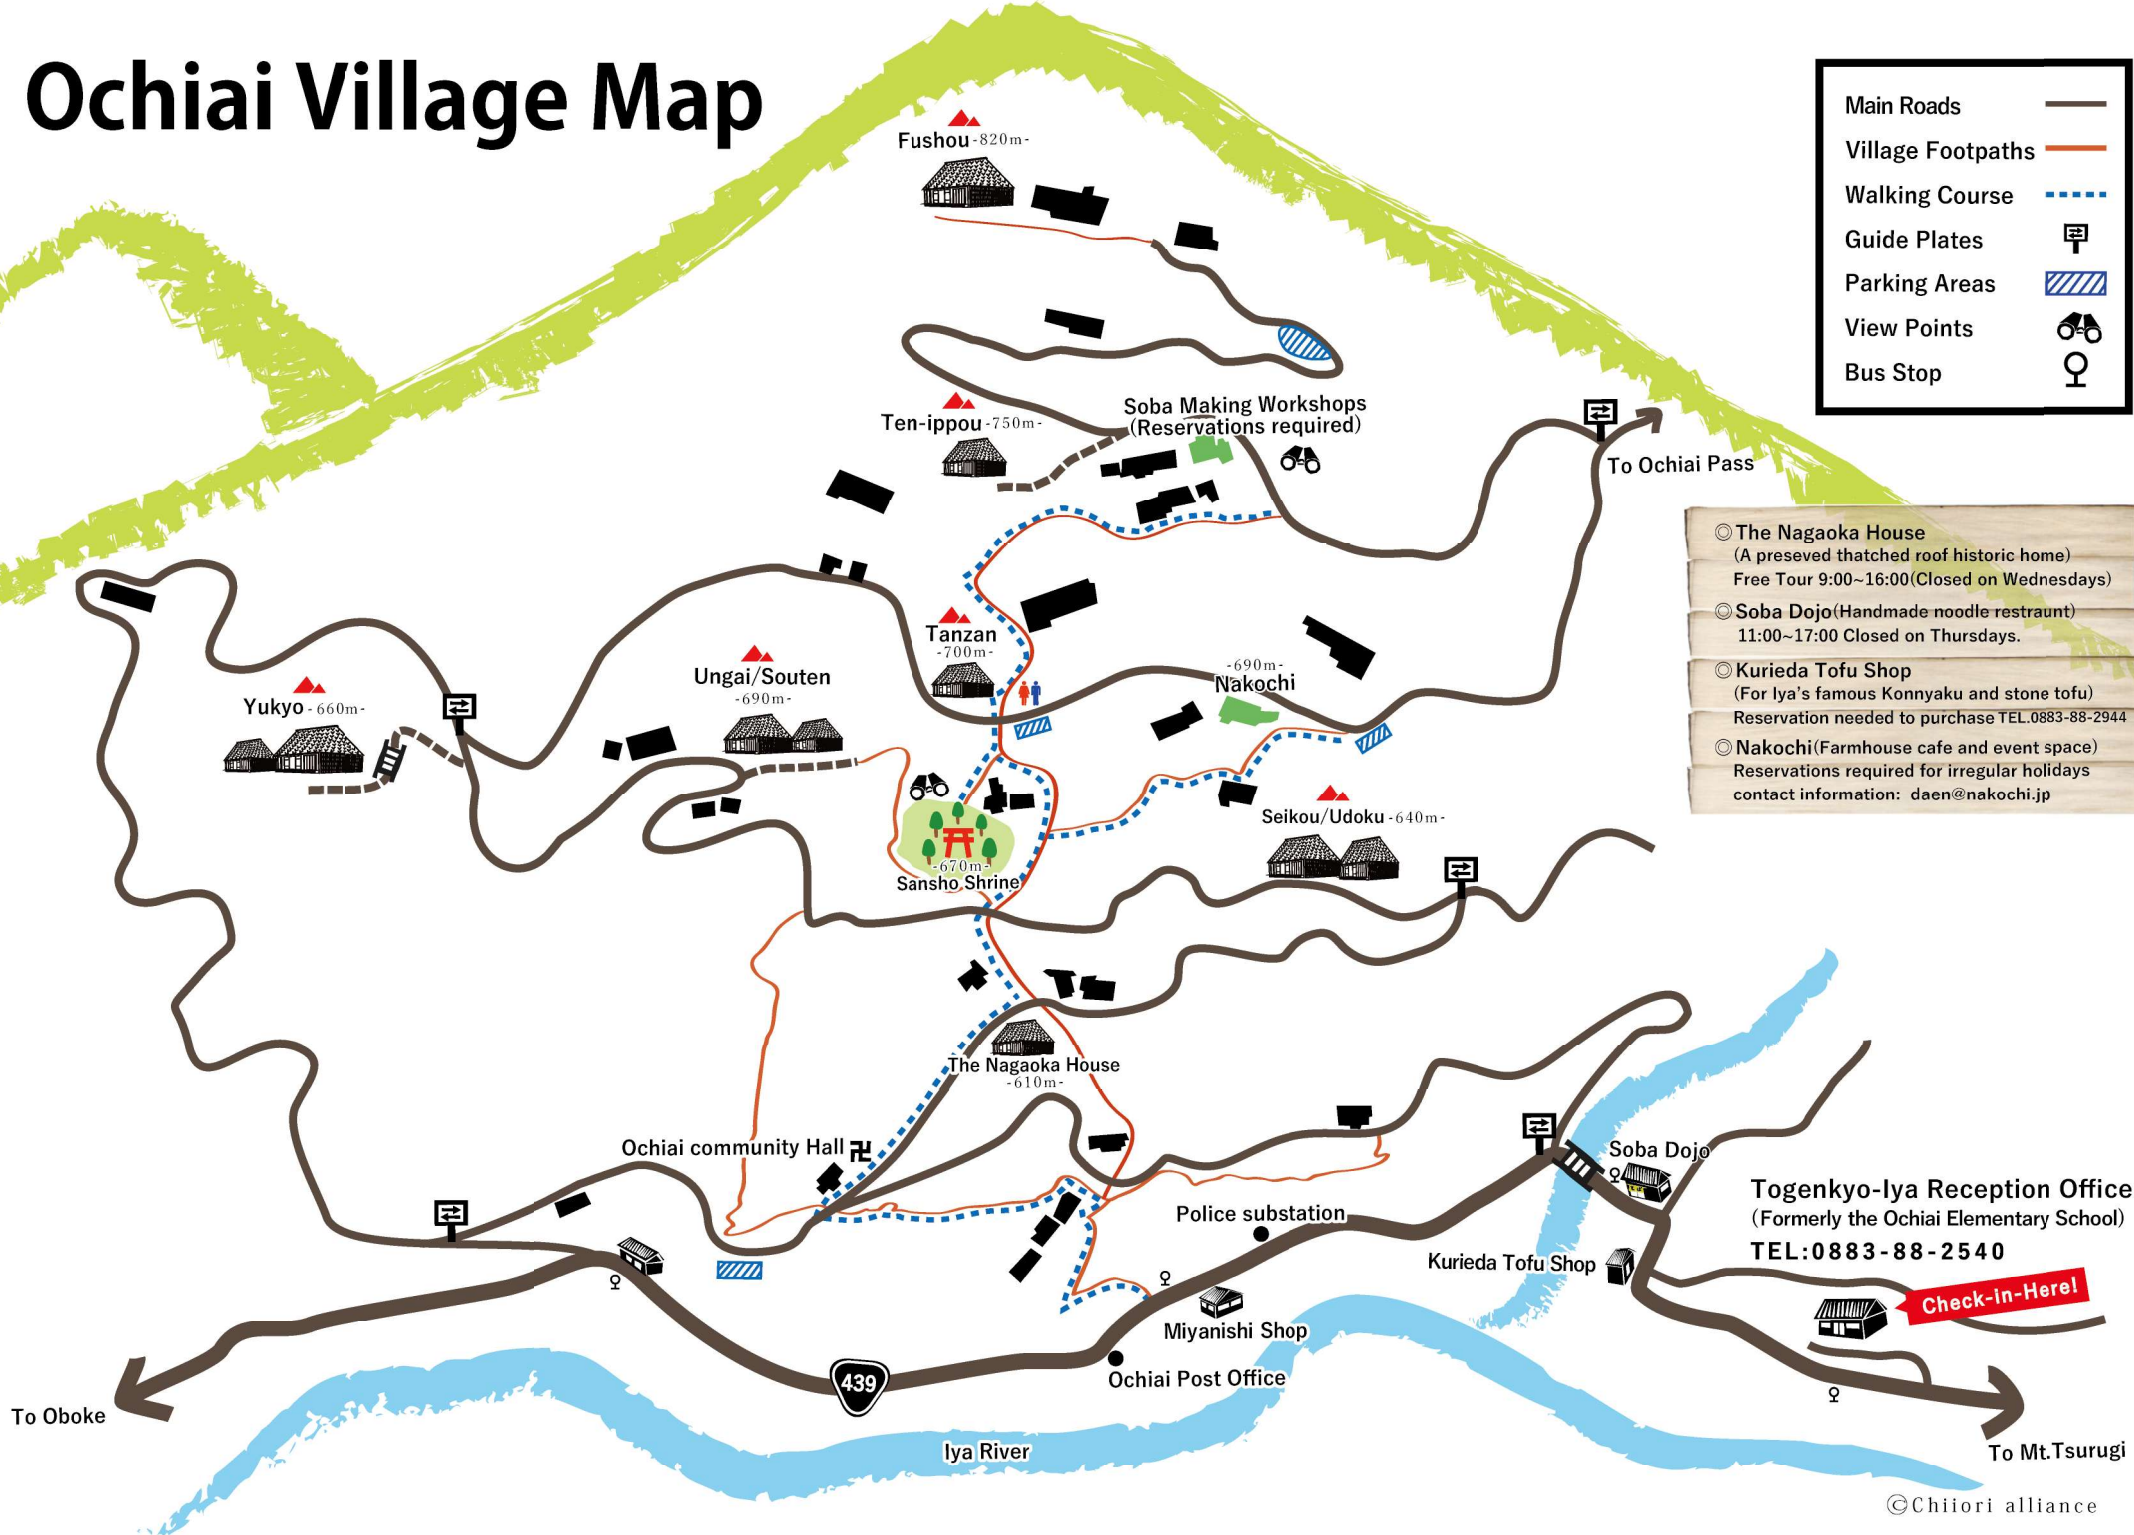 Ochiai Village Map
Main Roads
Village Footpaths
Walking Course
Guide Plates
Parking Areas
View Points
Bus Stop
Fushou -820m-
Ten-ippou -750m-
Soba Making Workshops
(Reservations required)
To Ochiai Pass
◎The Nagaoka House
(A preseved thatched roof historic home)
Free Tour 9:00~16:00(Closed on Wednesdays)
◎Soba Dojo(Handmade noodle restraunt)
11:00~17:00 Closed on Thursdays.
◎Kurieda Tofu Shop
(For Iya's famous Konnyaku and stone tofu)
Reservation needed to purchase TEL.0883-88-2944
◎Nakochi(Farmhouse cafe and event space)
Reservations required for irregular holidays
contact information: daen@nakochi.jp
Tanzan
-700m-
Ungai/Souten
-690m-
-690m-
Nakochi
Yukyo -660m-
Seikou/Udoku -640m-
-670m-
Sansho Shrine
The Nagaoka House
-610m-
Ochiai community Hall 卍
Soba Dojo
Togenkyo-Iya Reception Office
(Formerly the Ochiai Elementary School)
TEL:0883-88-2540
Check-in-Here!
Police substation
Kurieda Tofu Shop
Miyanishi Shop
Ochiai Post Office
439
To Oboke
Iya River
To Mt.Tsurugi
©Chiiori alliance